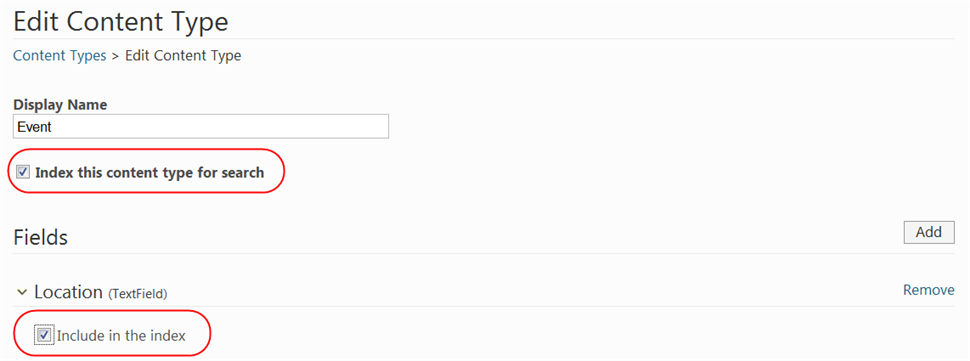 Edit Content Type
Content Types > Edit Content Type
Display Name
Event
Index this content type for search
Fields
Add
Location (TextField)
Remove
Include in the index